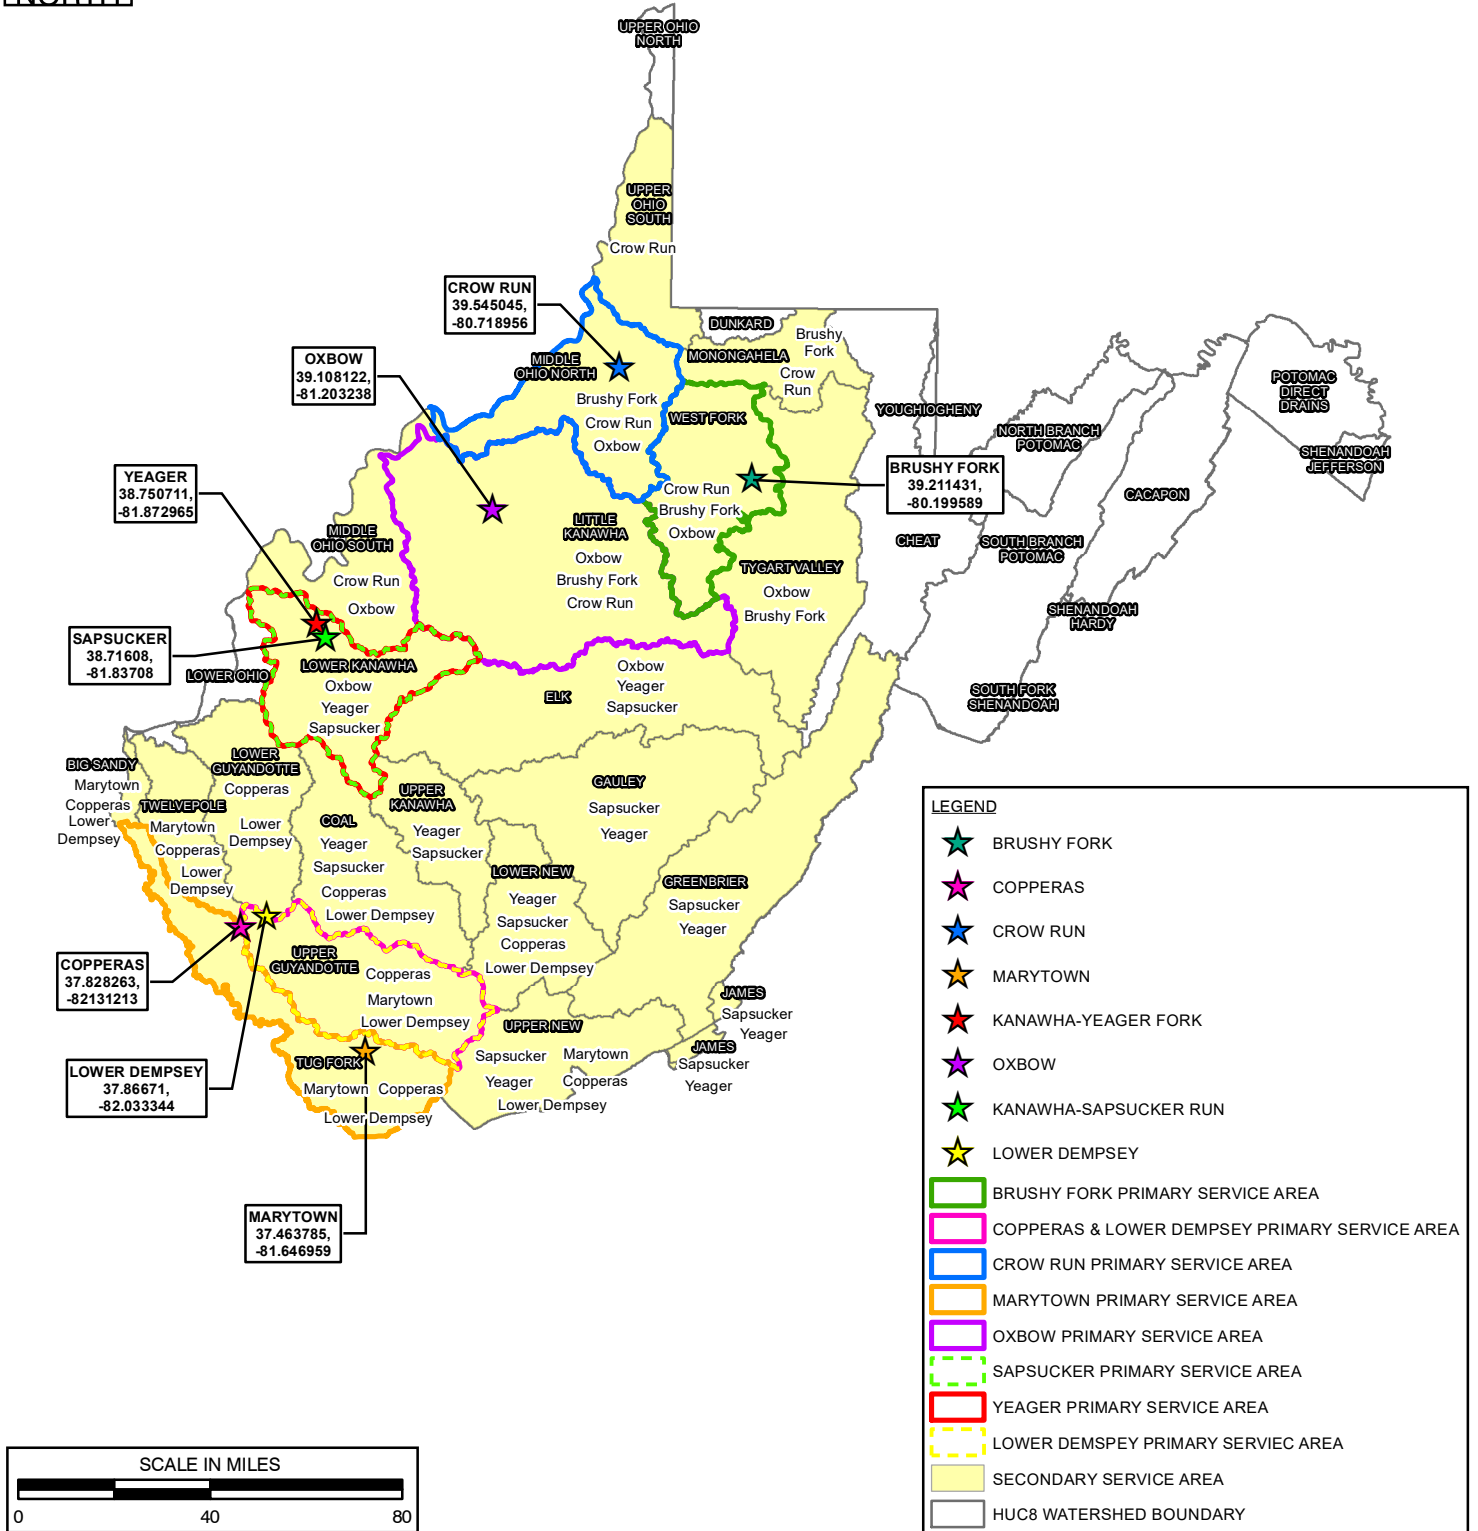 NORTH
UPPER OHIO
NORTH
UPPER
OHIO
SOUTH
Crow Run
CROW RUN
39.545045,
-80.718956
OXBOW
39.108122,
-81.203238
MIDDLE
OHIO NORTH
Brushy Fork
Crow Run
Oxbow
DUNKARD
MONONGAHELA
Brushy
Fork
Crow
Run
WEST FORK
Crow Run
Brushy Fork
Oxbow
YOUGHIOGHENY
NORTH BRANCH
POTOMAC
POTOMAC
DIRECT
DRAINS
SHENANDOAH
JEFFERSON
CACAPON
BRUSHY FORK
39.211431,
-80.199589
CHEAT
SOUTH BRANCH
POTOMAC
SHENANDOAH
HARDY
SOUTH FORK
SHENANDOAH
YEAGER
38.750711,
-81.872965
MIDDLE
OHIO SOUTH
Crow Run
Oxbow
LITTLE
KANAWHA
Oxbow
Brushy Fork
Crow Run
TYGART VALLEY
Oxbow
Brushy Fork
SAPSUCKER
38.71608,
-81.83708
LOWER OHIO
LOWER KANAWHA
Oxbow
Yeager
Sapsucker
ELK
Oxbow
Yeager
Sapsucker
BIG SANDY
Marytown
Copperas
Lower
Dempsey
TWELVEPOLE
Marytown
Copperas
Lower
Dempsey
LOWER
GUYANDOTTE
Copperas
Lower
Dempsey
COAL
Yeager
Sapsucker
Copperas
Lower Dempsey
UPPER
KANAWHA
Yeager
Sapsucker
GAULEY
Sapsucker
Yeager
LOWER NEW
Yeager
Sapsucker
Copperas
Lower Dempsey
GREENBRIER
Sapsucker
Yeager
COPPERAS
37.828263,
-82131213
UPPER
GUYANDOTTE
Copperas
Marytown
Lower Dempsey
JAMES
Sapsucker
Yeager
JAMES
Sapsucker
Yeager
UPPER NEW
Sapsucker
Yeager
Marytown
Copperas
Lower Dempsey
LOWER DEMPSEY
37.86671,
-82.033344
TUG FORK
Marytown Copperas
Lower Dempsey
MARYTOWN
37.463785,
-81.646959
LEGEND
BRUSHY FORK
COPPERAS
CROW RUN
MARYTOWN
KANAWHA-YEAGER FORK
OXBOW
KANAWHA-SAPSUCKER RUN
LOWER DEMPSEY
BRUSHY FORK PRIMARY SERVICE AREA
COPPERAS & LOWER DEMPSEY PRIMARY SERVICE AREA
CROW RUN PRIMARY SERVICE AREA
MARYTOWN PRIMARY SERVICE AREA
OXBOW PRIMARY SERVICE AREA
SAPSUCKER PRIMARY SERVICE AREA
YEAGER PRIMARY SERVICE AREA
LOWER DEMSPEY PRIMARY SERVIEC AREA
SECONDARY SERVICE AREA
HUC8 WATERSHED BOUNDARY
SCALE IN MILES
0 40 80